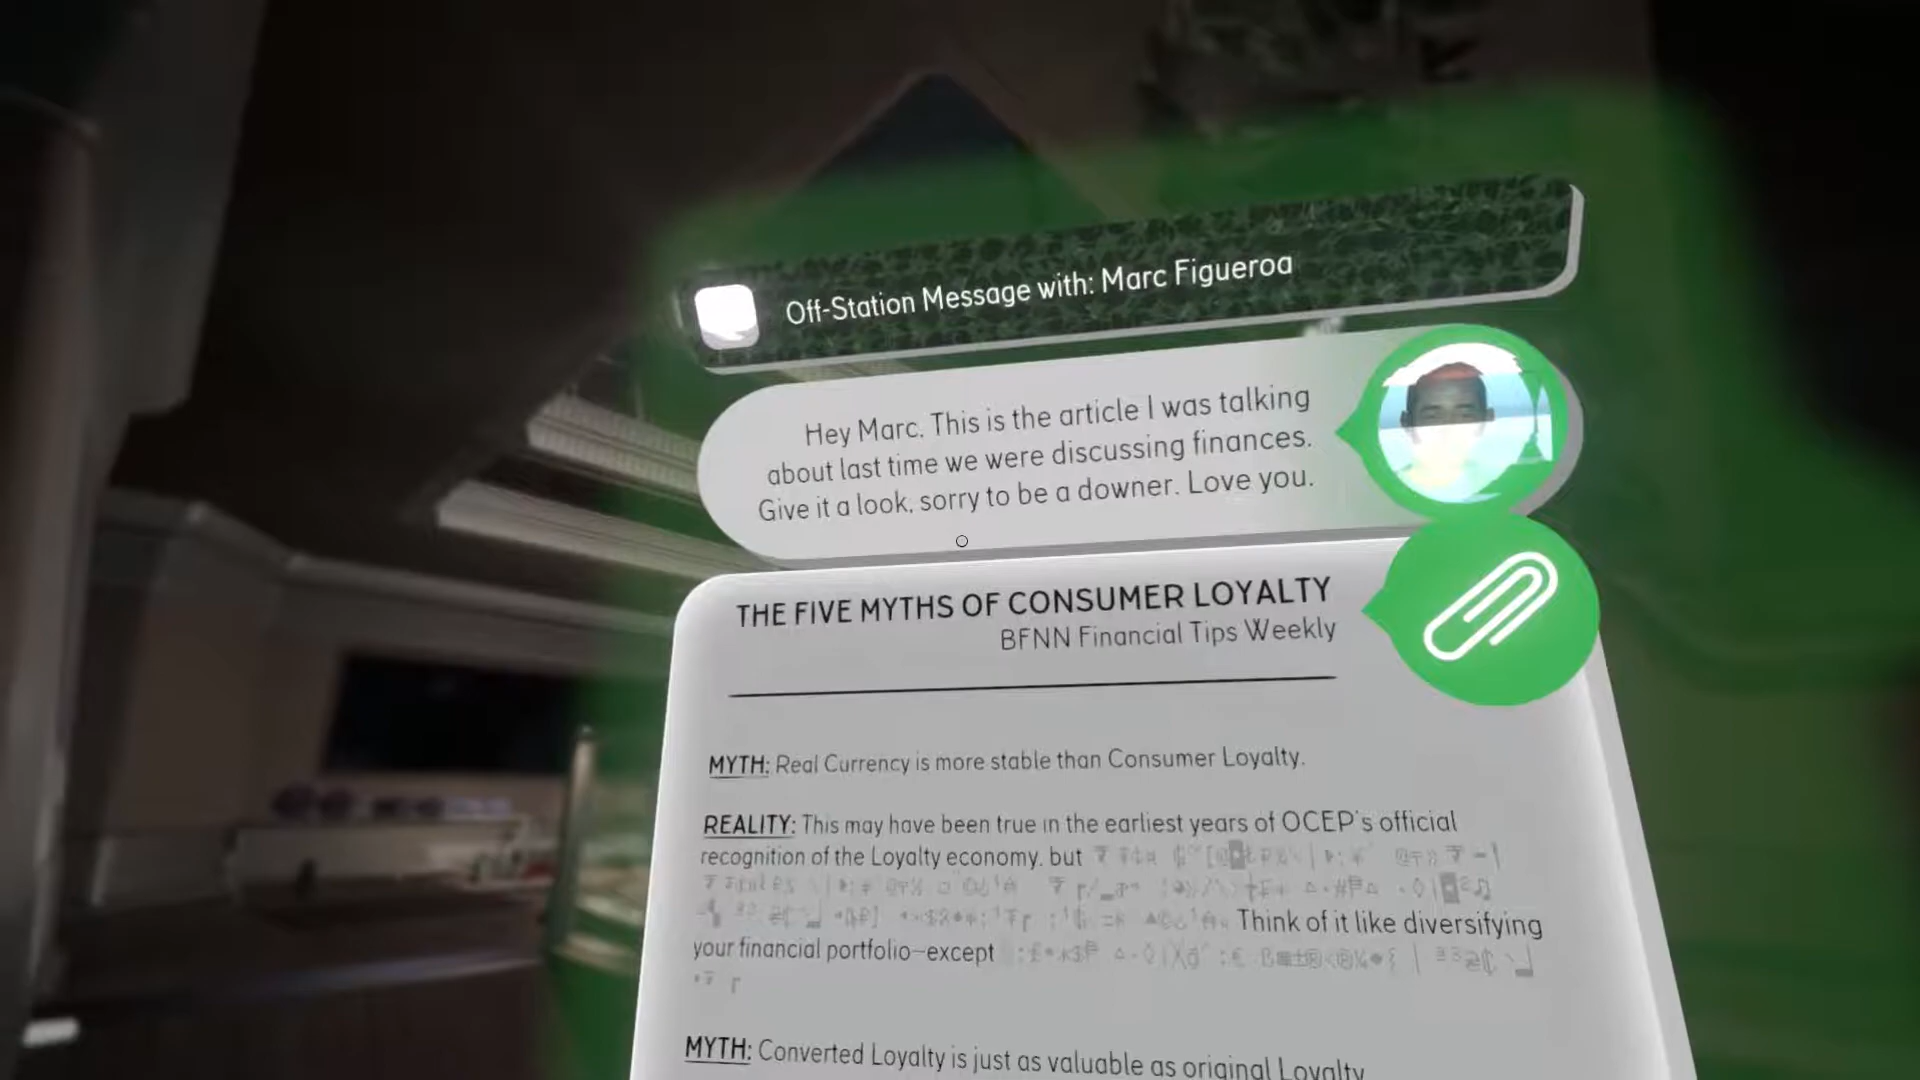 Off-Station Message with: Marc Figueroa
Hey Marc. This is the article I was talking
about last time we were discussing finances.
Give it a look, sorry to be a downer. Love you.
THE FIVE MYTHS OF CONSUMER LOYALTY
BFNN Financial Tips Weekly
MYTH: Real Currency is more stable than Consumer Loyalty.
REALITY: This may have been true in the earliest years of OCEP's official
recognition of the Loyalty economy, but
Think of it like diversifying
your financial portfolio—except
MYTH: Converted Loyalty is just as valuable as original Loyalty